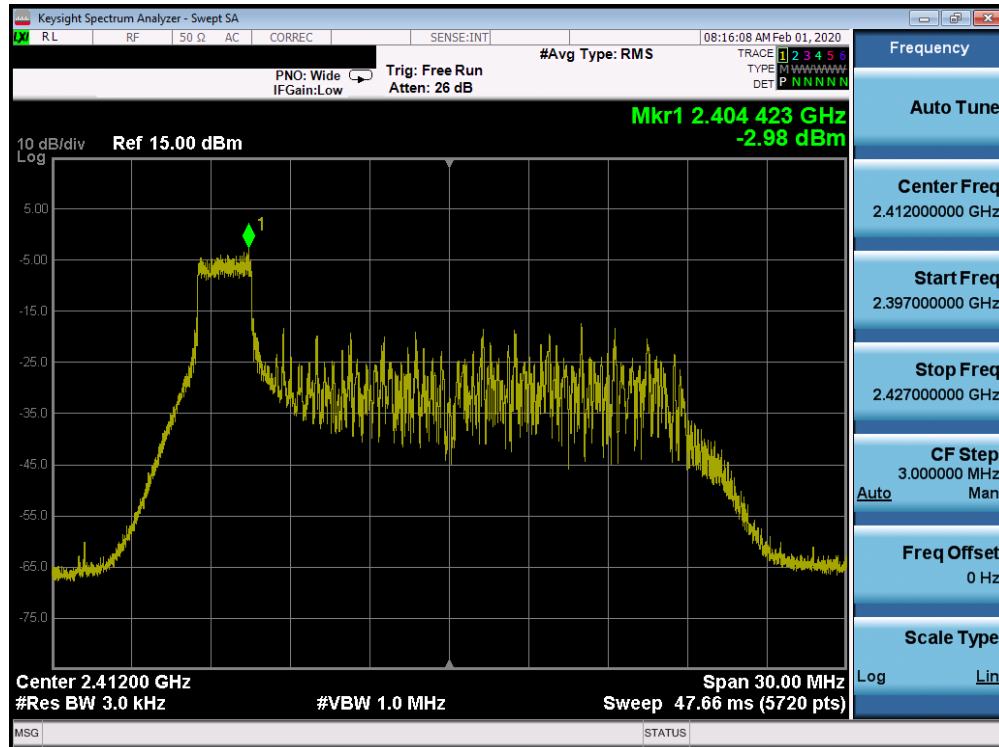 Keysight Spectrum Analyzer - Swept SA
LXI RL RF 50 Ω AC CORREC SENSE:INT 08:16:08 AM Feb 01, 2020
#Avg Type: RMS TRACE 1 2 3 4 5 6
PNO: Wide Trig: Free Run TYPE M WWWWW
IFGain:Low Atten: 26 dB DET P N N N N N
Mkr1 2.404 423 GHz
10 dB/div Ref 15.00 dBm -2.98 dBm
Log
1
5.00
-5.00
-15.0
-25.0
-35.0
-45.0
-55.0
-65.0
-75.0
Center 2.41200 GHz Span 30.00 MHz
#Res BW 3.0 kHz #VBW 1.0 MHz Sweep 47.66 ms (5720 pts)
MSG STATUS
Frequency
Auto Tune
Center Freq
2.412000000 GHz
Start Freq
2.397000000 GHz
Stop Freq
2.427000000 GHz
CF Step
3.000000 MHz
Auto Man
Freq Offset
0 Hz
Scale Type
Log Lin